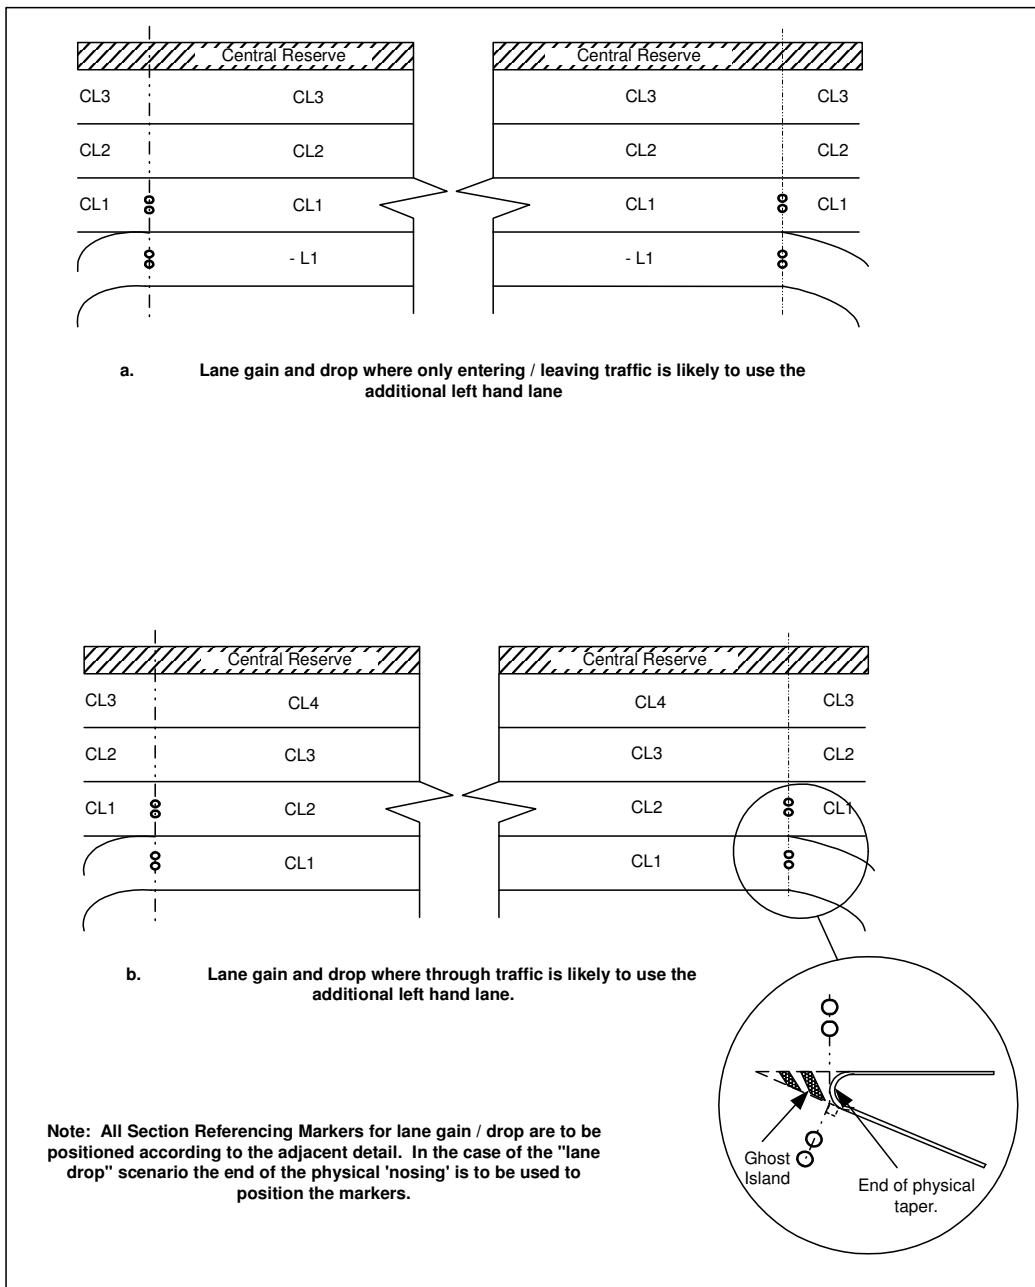 Central Reserve Central Reserve
CL3 CL3 CL3 CL3
CL2 CL2 CL2 CL2
CL1 CL1 CL1 CL1
- L1 - L1
a. Lane gain and drop where only entering / leaving traffic is likely to use the
additional left hand lane
Central Reserve Central Reserve
CL3 CL4 CL4 CL3
CL2 CL3 CL3 CL2
CL1 CL2 CL2 CL1
CL1 CL1
b. Lane gain and drop where through traffic is likely to use the
additional left hand lane.
Note: All Section Referencing Markers for lane gain / drop are to be
positioned according to the adjacent detail. In the case of the "lane
drop" scenario the end of the physical 'nosing' is to be used to
position the markers.
Ghost
Island
End of physical
taper.